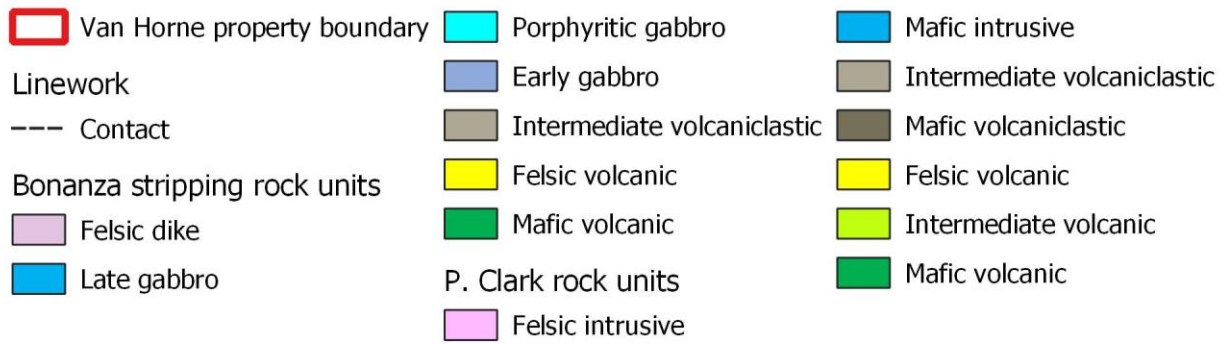 Van Horne property boundary
Linework
Contact
Bonanza stripping rock units
Felsic dike
Late gabbro
Porphyritic gabbro
Early gabbro
Intermediate volcaniclastic
Felsic volcanic
Mafic volcanic
P. Clark rock units
Felsic intrusive
Mafic intrusive
Intermediate volcaniclastic
Mafic volcaniclastic
Felsic volcanic
Intermediate volcanic
Mafic volcanic